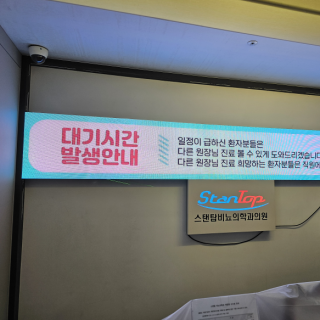 대기시간
발생안내
일정이 급하신 환자분들은
다른 원장님 진료 볼 수 있게 도와드리겠습니다
다른 원장님 진료 희망하는 환자분들은 직원에
StanTop
스탠탑비뇨의학과의원